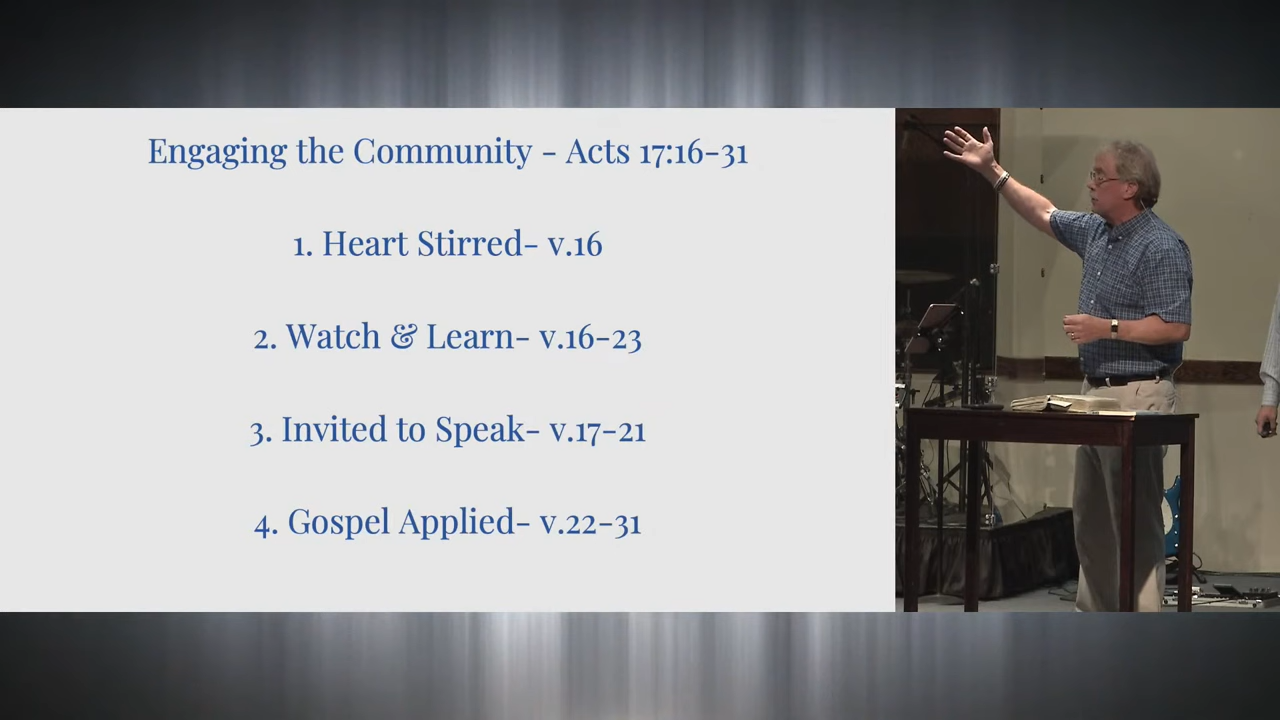 Engaging the Community - Acts 17:16-31
1. Heart Stirred- v.16
2. Watch & Learn- v.16-23
3. Invited to Speak- v.17-21
4. Gospel Applied- v.22-31